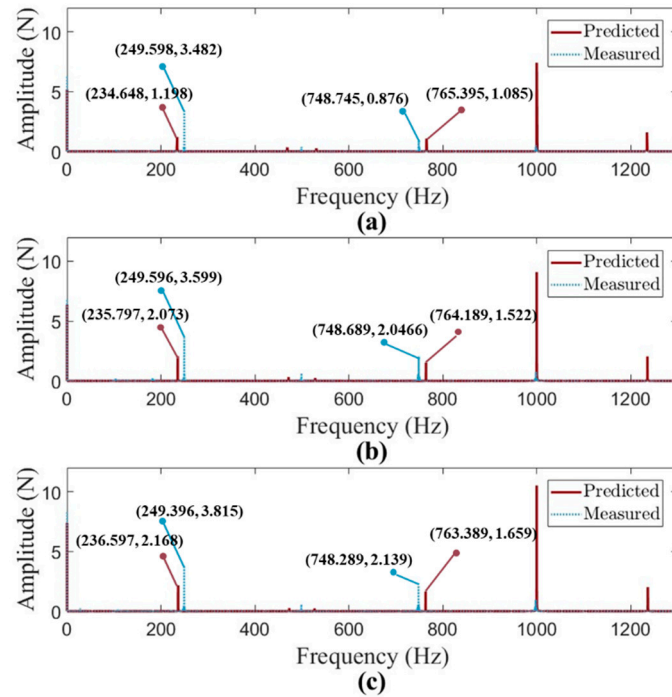 Amplitude (N)
10
5
0
(249.598, 3.482)
(234.648, 1.198)
(748.745, 0.876)
(765.395, 1.085)
Predicted
Measured
0 200 400 600 800 1000 1200
Frequency (Hz)
(a)
Amplitude (N)
10
5
0
(249.596, 3.599)
(235.797, 2.073)
(748.689, 2.0466)
(764.189, 1.522)
Predicted
Measured
0 200 400 600 800 1000 1200
Frequency (Hz)
(b)
Amplitude (N)
10
5
0
(249.396, 3.815)
(236.597, 2.168)
(748.289, 2.139)
(763.389, 1.659)
Predicted
Measured
0 200 400 600 800 1000 1200
Frequency (Hz)
(c)